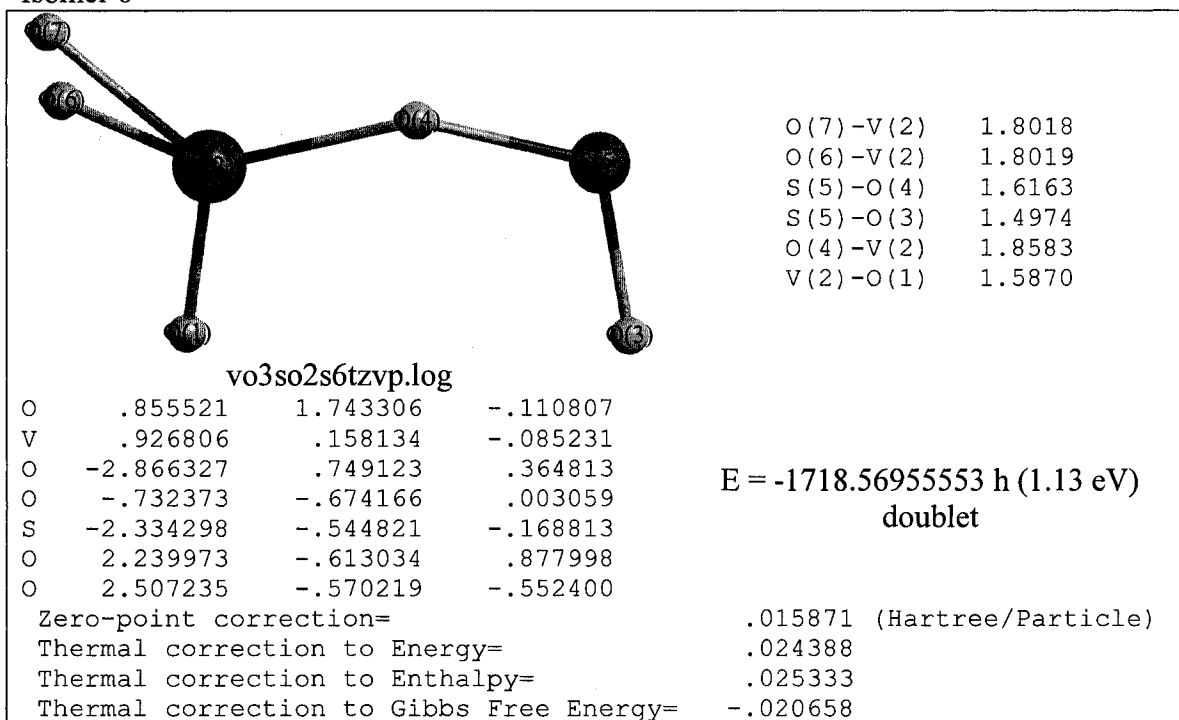 O(7)-V(2) 1.8018
O(6)-V(2) 1.8019
S(5)-O(4) 1.6163
S(5)-O(3) 1.4974
O(4)-V(2) 1.8583
V(2)-O(1) 1.5870
vo3so2s6tzvp.log
O .855521 1.743306 -.110807
V .926806 .158134 -.085231
O -2.866327 .749123 .364813
O -.732373 -.674166 .003059
S -2.334298 -.544821 -.168813
O 2.239973 -.613034 .877998
O 2.507235 -.570219 -.552400
E = -1718.56955553 h (1.13 eV)
doublet
Zero-point correction= .015871 (Hartree/Particle)
Thermal correction to Energy= .024388
Thermal correction to Enthalpy= .025333
Thermal correction to Gibbs Free Energy= -.020658